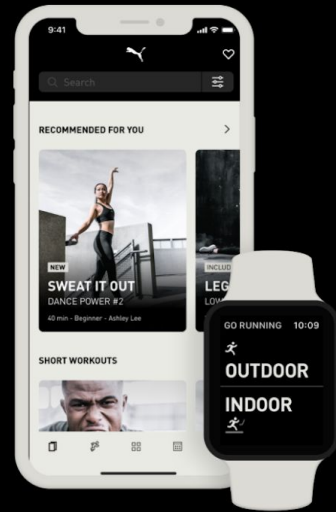 9:41
Search
RECOMMENDED FOR YOU
NEW
SWEAT IT OUT
DANCE POWER #2
40 min - Beginner - Ashley Lee
INCLUD
LEG
LOW
SHORT WORKOUTS
GO RUNNING 10:09
OUTDOOR
INDOOR